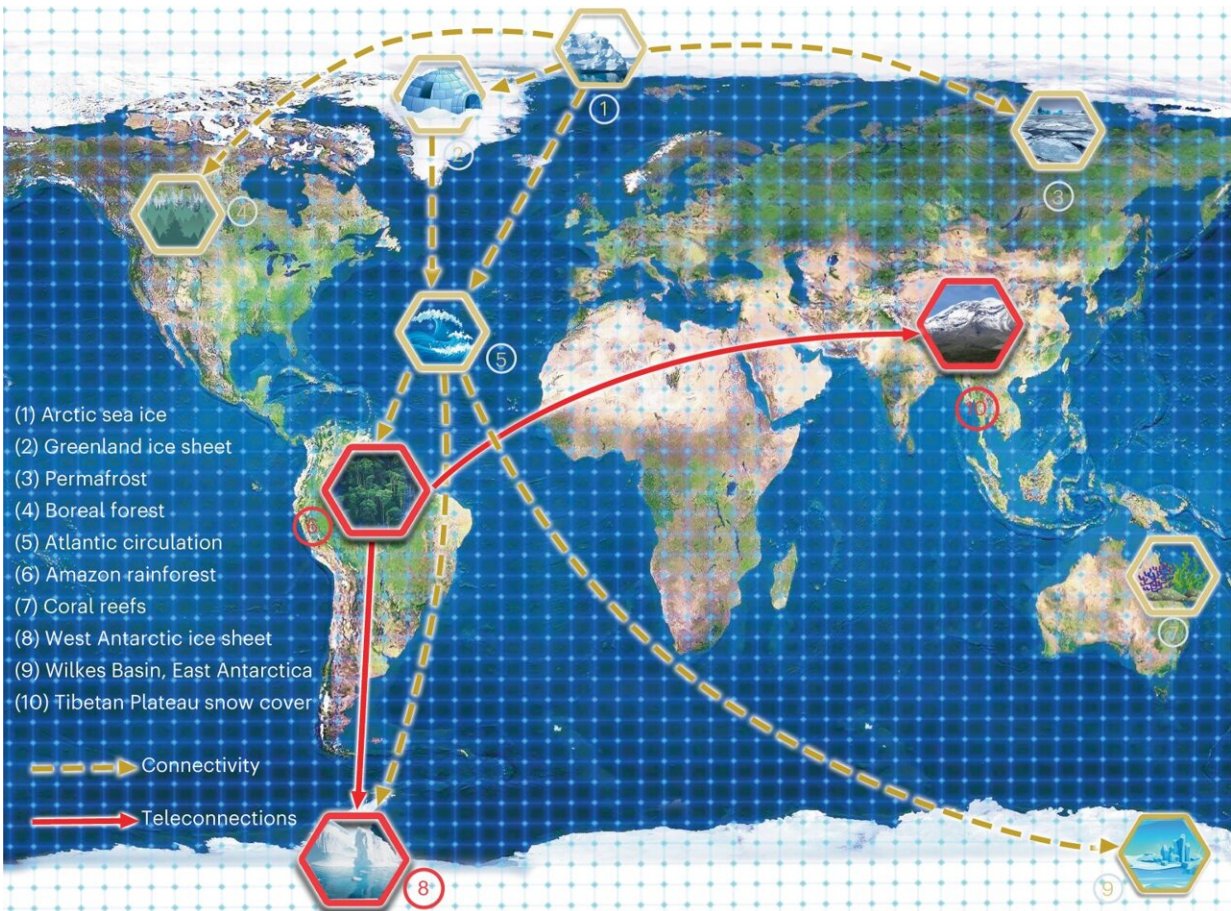 1
2
3
4
5
6
7
8
9
10
(1) Arctic sea ice
(2) Greenland ice sheet
(3) Permafrost
(4) Boreal forest
(5) Atlantic circulation
(6) Amazon rainforest
(7) Coral reefs
(8) West Antarctic ice sheet
(9) Wilkes Basin, East Antarctica
(10) Tibetan Plateau snow cover
Connectivity
Teleconnections